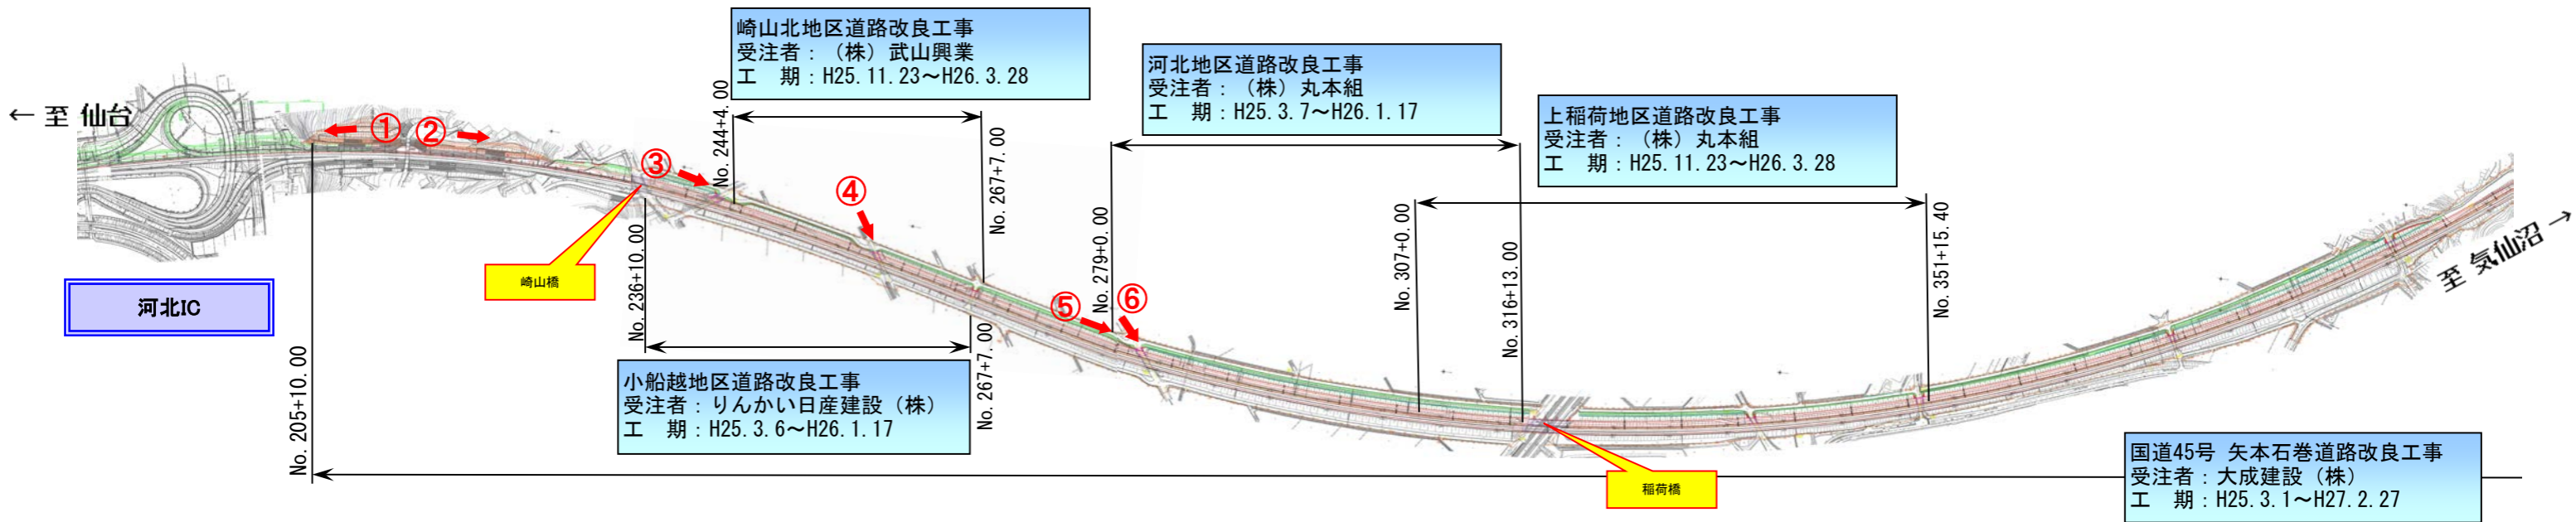 ← 至 仙台
河北IC
①
②
③
④
⑤
⑥
崎山北地区道路改良工事
受注者：（株）武山興業
工　期：H25.11.23～H26.3.28
河北地区道路改良工事
受注者：（株）丸本組
工　期：H25.3.7～H26.1.17
上稲荷地区道路改良工事
受注者：（株）丸本組
工　期：H25.11.23～H26.3.28
No. 205+10.00
No. 236+10.00
No. 244+4.00
No. 267+7.00
No. 267+7.00
No. 279+0.00
No. 307+0.00
No. 316+13.00
No. 351+15.40
崎山橋
稲荷橋
小船越地区道路改良工事
受注者：りんかい日産建設（株）
工　期：H25.3.6～H26.1.17
国道45号 矢本石巻道路改良工事
受注者：大成建設（株）
工　期：H25.3.1～H27.2.27
至 気仙沼 →